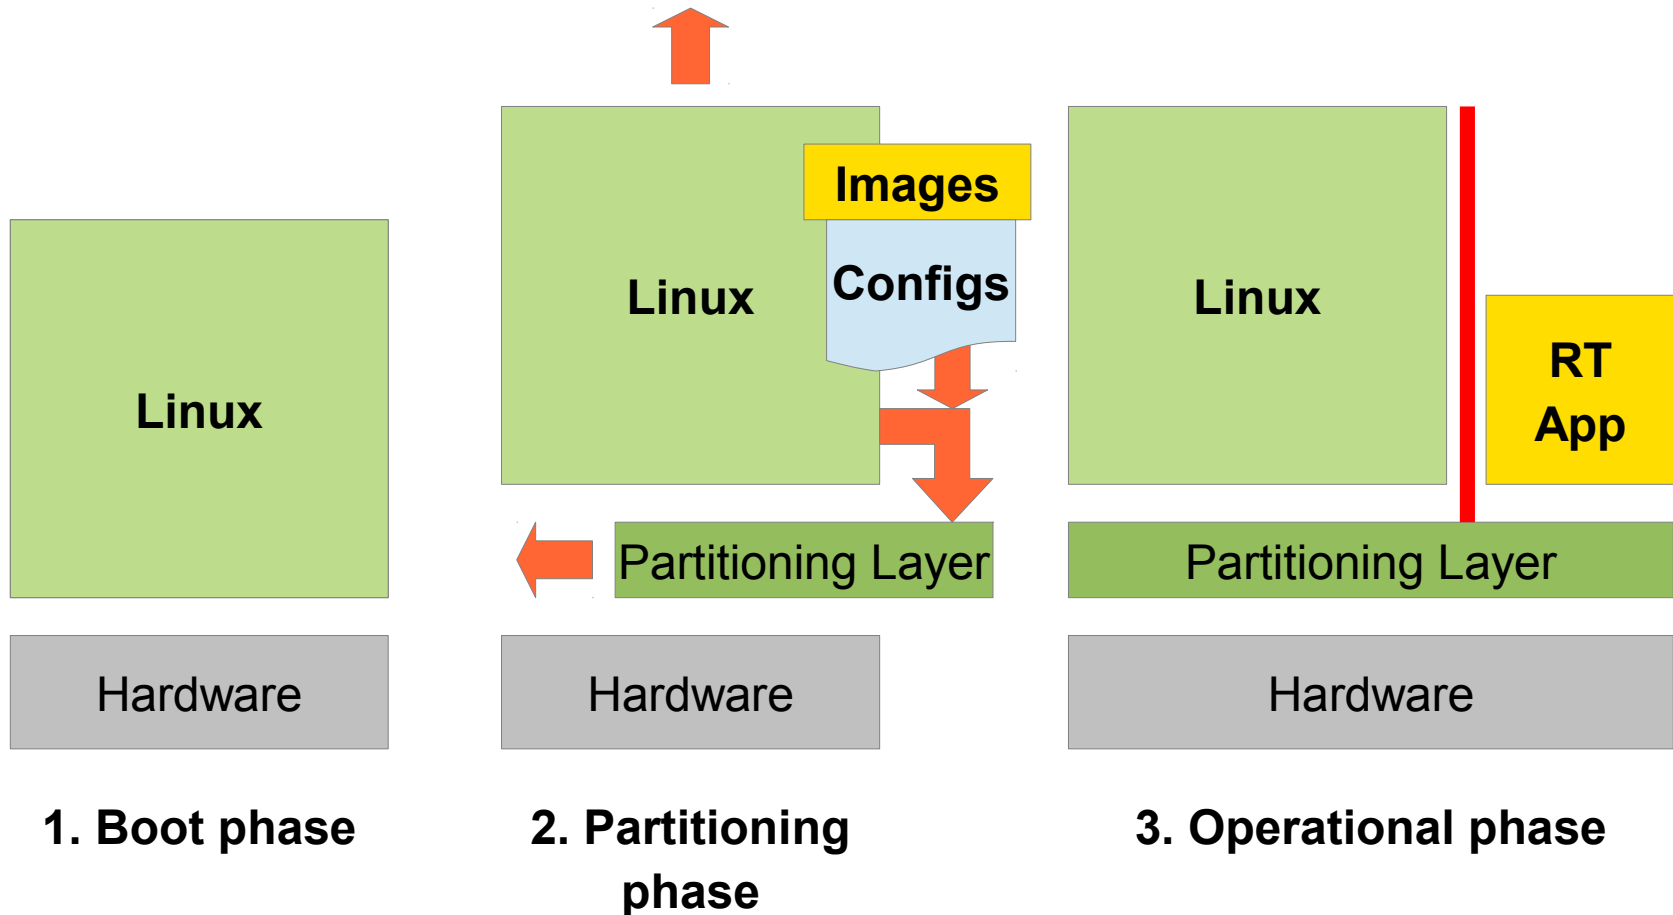 Linux
Hardware
1. Boot phase
Linux
Images
Configs
Partitioning Layer
Hardware
2. Partitioning
phase
Linux
RT
App
Partitioning Layer
Hardware
3. Operational phase